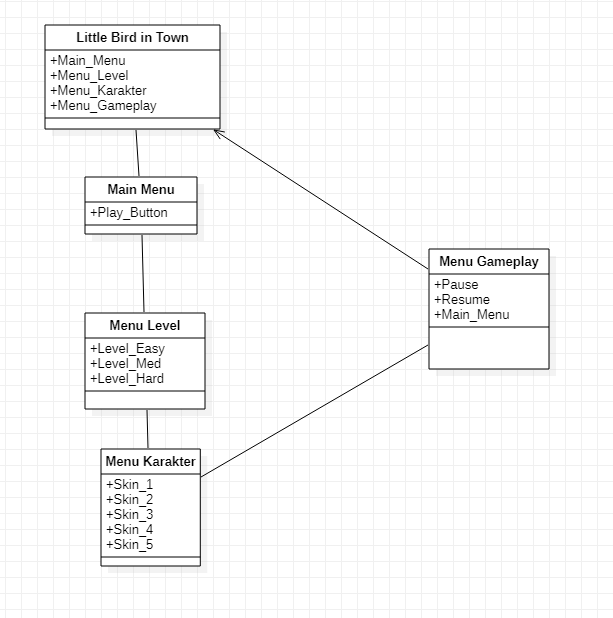 Little Bird in Town
+Main_Menu
+Menu_Level
+Menu_Karakter
+Menu_Gameplay
Main Menu
+Play_Button
Menu Gameplay
+Pause
+Resume
+Main_Menu
Menu Level
+Level_Easy
+Level_Med
+Level_Hard
Menu Karakter
+Skin_1
+Skin_2
+Skin_3
+Skin_4
+Skin_5